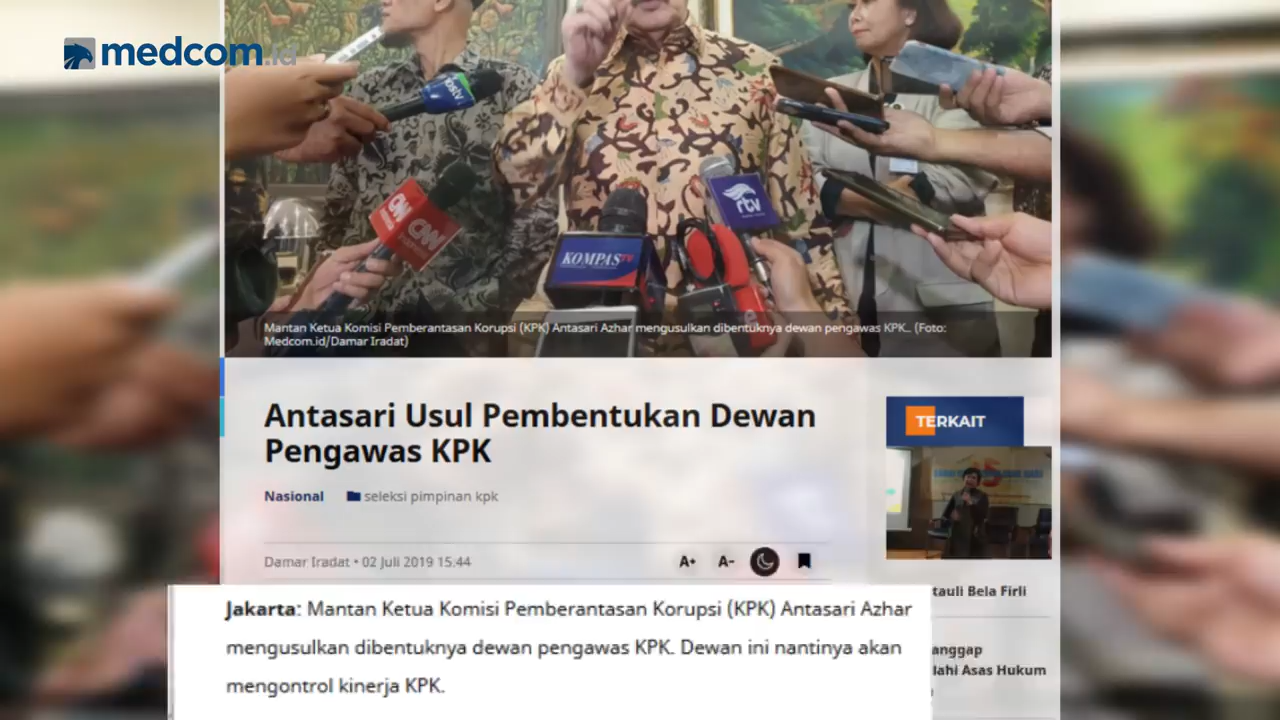 medcom.id
tvOne
CNN
CNN
rtv
KOMPAS TV
Mantan Ketua Komisi Pemberantasan Korupsi (KPK) Antasari Azhar mengusulkan dibentuknya dewan pengawas KPK.. (Foto:
Medcom.id/Damar Iradat)
Antasari Usul Pembentukan Dewan
Pengawas KPK
TERKAIT
Nasional seleksi pimpinan kpk
Damar Iradat • 02 Juli 2019 15:44 A+ A-
tauli Bela Firli
Jakarta: Mantan Ketua Komisi Pemberantasan Korupsi (KPK) Antasari Azhar
mengusulkan dibentuknya dewan pengawas KPK. Dewan ini nantinya akan
mengontrol kinerja KPK.
anggap
lahi Asas Hukum